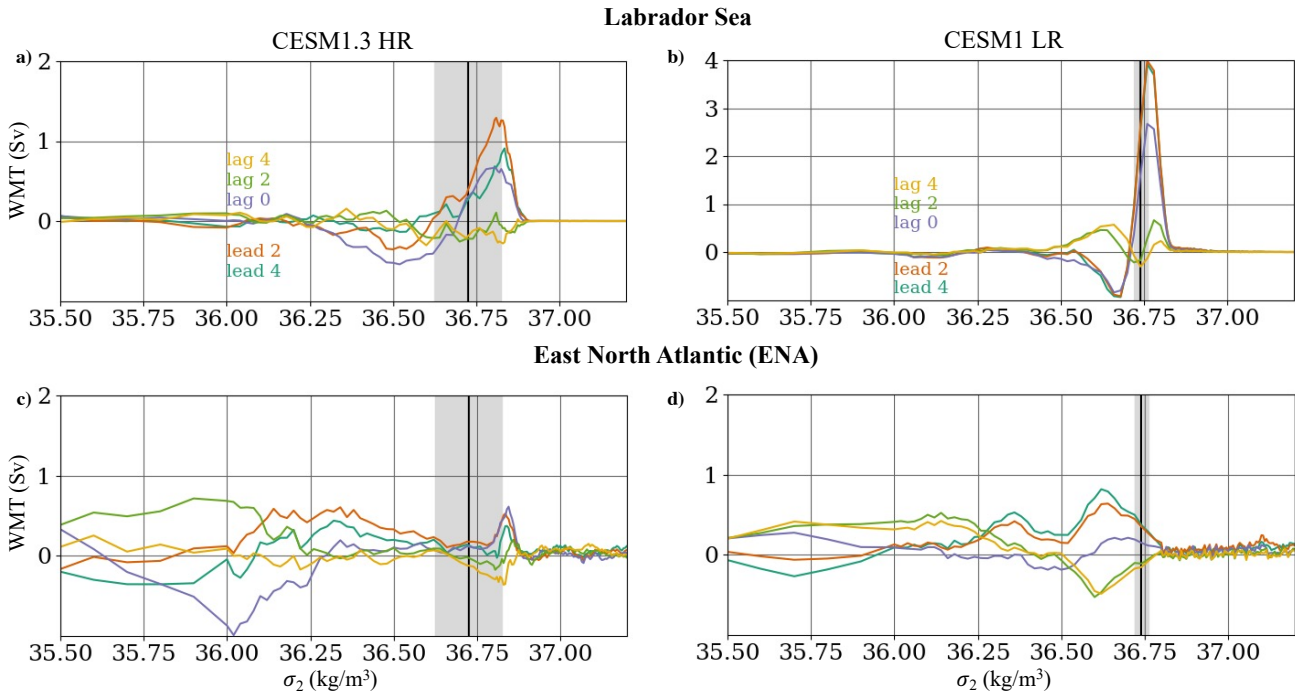 Labrador Sea
CESM1.3 HR
CESM1 LR
a)
2
1
0
WMT (Sv)
lag 4
lag 2
lag 0
lead 2
lead 4
35.50 35.75 36.00 36.25 36.50 36.75 37.00
b)
4
3
2
1
0
lag 4
lag 2
lag 0
lead 2
lead 4
35.50 35.75 36.00 36.25 36.50 36.75 37.00
East North Atlantic (ENA)
c)
2
1
0
WMT (Sv)
35.50 35.75 36.00 36.25 36.50 36.75 37.00
σ₂ (kg/m³)
d)
2
1
0
35.50 35.75 36.00 36.25 36.50 36.75 37.00
σ₂ (kg/m³)